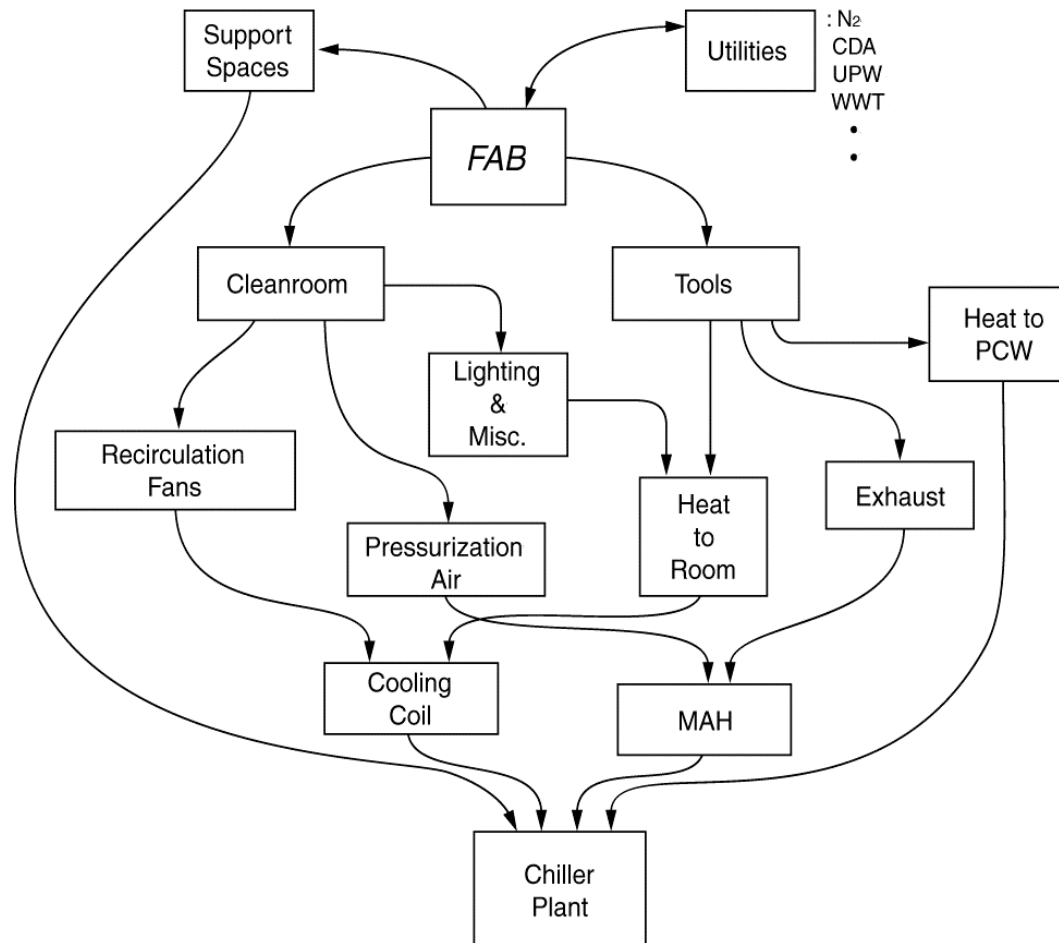 Support
Spaces
Utilities
: N₂
CDA
UPW
WWT
•
•
FAB
Cleanroom
Tools
Heat to
PCW
Lighting
&
Misc.
Recirculation
Fans
Pressurization
Air
Heat
to
Room
Exhaust
Cooling
Coil
MAH
Chiller
Plant